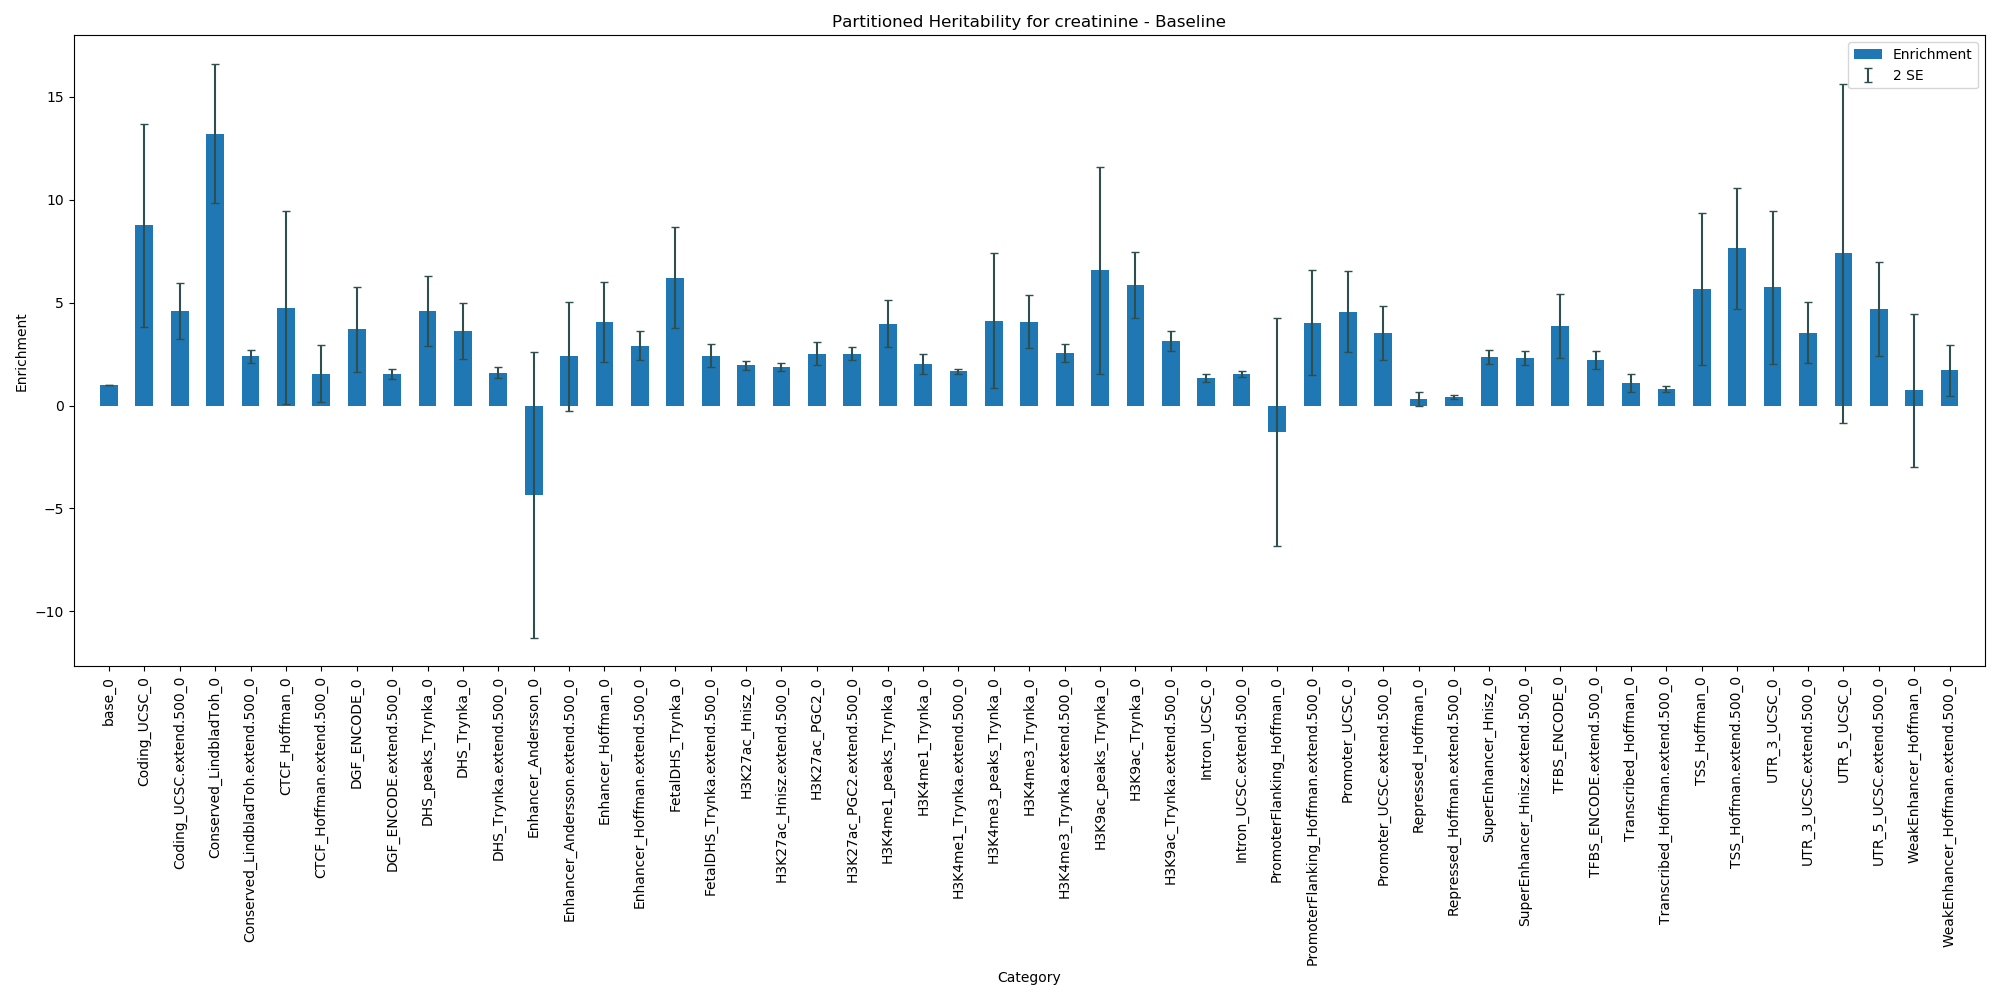 Partitioned Heritability for creatinine - Baseline
Enrichment
2 SE
15
10
5
0
−5
−10
Enrichment
base_0
Coding_UCSC_0
Coding_UCSC.extend.500_0
Conserved_LindbladToh_0
Conserved_LindbladToh.extend.500_0
CTCF_Hoffman_0
CTCF_Hoffman.extend.500_0
DGF_ENCODE_0
DGF_ENCODE.extend.500_0
DHS_peaks_Trynka_0
DHS_Trynka_0
DHS_Trynka.extend.500_0
Enhancer_Andersson_0
Enhancer_Andersson.extend.500_0
Enhancer_Hoffman_0
Enhancer_Hoffman.extend.500_0
FetalDHS_Trynka_0
FetalDHS_Trynka.extend.500_0
H3K27ac_Hnisz_0
H3K27ac_Hnisz.extend.500_0
H3K27ac_PGC2_0
H3K27ac_PGC2.extend.500_0
H3K4me1_peaks_Trynka_0
H3K4me1_Trynka_0
H3K4me1_Trynka.extend.500_0
H3K4me3_peaks_Trynka_0
H3K4me3_Trynka_0
H3K4me3_Trynka.extend.500_0
H3K9ac_peaks_Trynka_0
H3K9ac_Trynka_0
H3K9ac_Trynka.extend.500_0
Intron_UCSC_0
Intron_UCSC.extend.500_0
PromoterFlanking_Hoffman_0
PromoterFlanking_Hoffman.extend.500_0
Promoter_UCSC_0
Promoter_UCSC.extend.500_0
Repressed_Hoffman_0
Repressed_Hoffman.extend.500_0
SuperEnhancer_Hnisz_0
SuperEnhancer_Hnisz.extend.500_0
TFBS_ENCODE_0
TFBS_ENCODE.extend.500_0
Transcribed_Hoffman_0
Transcribed_Hoffman.extend.500_0
TSS_Hoffman_0
TSS_Hoffman.extend.500_0
UTR_3_UCSC_0
UTR_3_UCSC.extend.500_0
UTR_5_UCSC_0
UTR_5_UCSC.extend.500_0
WeakEnhancer_Hoffman_0
WeakEnhancer_Hoffman.extend.500_0
Category